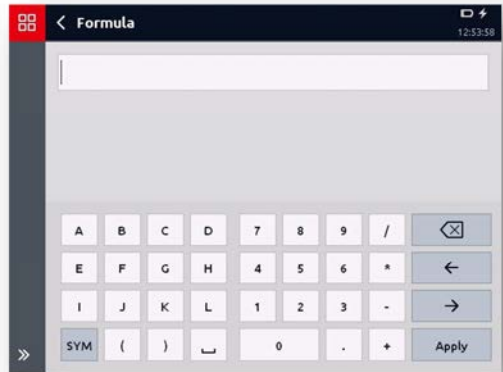 Formula
12:53:58
A B C D 7 8 9 /
E F G H 4 5 6 *
I J K L 1 2 3 -
SYM ( ) 0 . + Apply